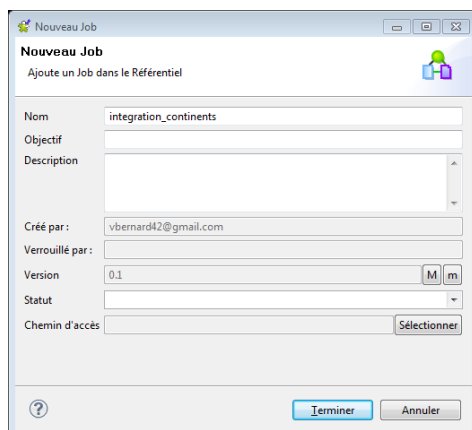 Nouveau Job
Nouveau Job
Ajoute un Job dans le Référentiel
Nom integration_continents
Objectif
Description
Créé par : vbernard42@gmail.com
Verrouillé par :
Version 0.1 M m
Statut
Chemin d'accès Sélectionner
? Terminer Annuler